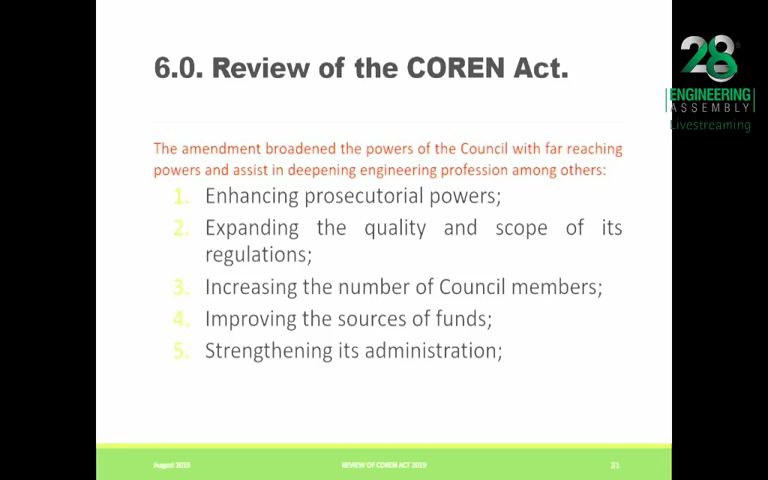 6.0. Review of the COREN Act.
28
ENGINEERING
ASSEMBLY
Livestreaming
The amendment broadened the powers of the Council with far reaching
powers and assist in deepening engineering profession among others:
1. Enhancing prosecutorial powers;
2. Expanding the quality and scope of its
regulations;
3. Increasing the number of Council members;
4. Improving the sources of funds;
5. Strengthening its administration;
August 2019 REVIEW OF COREN ACT 2019 31